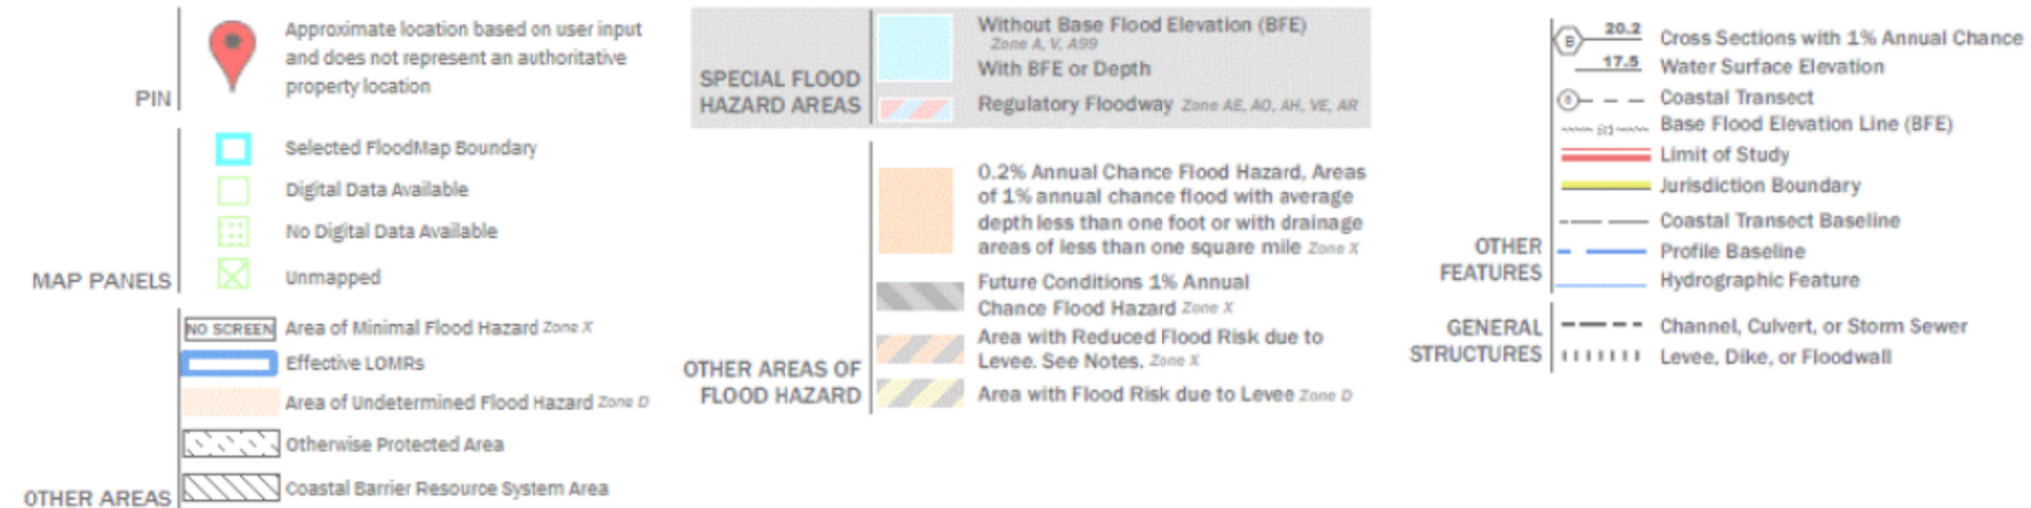 PIN
Approximate location based on user input
and does not represent an authoritative
property location
MAP PANELS
Selected FloodMap Boundary
Digital Data Available
No Digital Data Available
Unmapped
OTHER AREAS
NO SCREEN Area of Minimal Flood Hazard Zone X
Effective LOMRs
Area of Undetermined Flood Hazard Zone D
Otherwise Protected Area
Coastal Barrier Resource System Area
SPECIAL FLOOD
HAZARD AREAS
Without Base Flood Elevation (BFE)
Zone A, V, A99
With BFE or Depth
Regulatory Floodway Zone AE, AO, AH, VE, AR
OTHER AREAS OF
FLOOD HAZARD
0.2% Annual Chance Flood Hazard, Areas
of 1% annual chance flood with average
depth less than one foot or with drainage
areas of less than one square mile Zone X
Future Conditions 1% Annual
Chance Flood Hazard Zone X
Area with Reduced Flood Risk due to
Levee. See Notes. Zone X
Area with Flood Risk due to Levee Zone D
OTHER
FEATURES
B 20.2 Cross Sections with 1% Annual Chance
17.5 Water Surface Elevation
Coastal Transect
Base Flood Elevation Line (BFE)
Limit of Study
Jurisdiction Boundary
Coastal Transect Baseline
Profile Baseline
Hydrographic Feature
GENERAL
STRUCTURES
Channel, Culvert, or Storm Sewer
Levee, Dike, or Floodwall